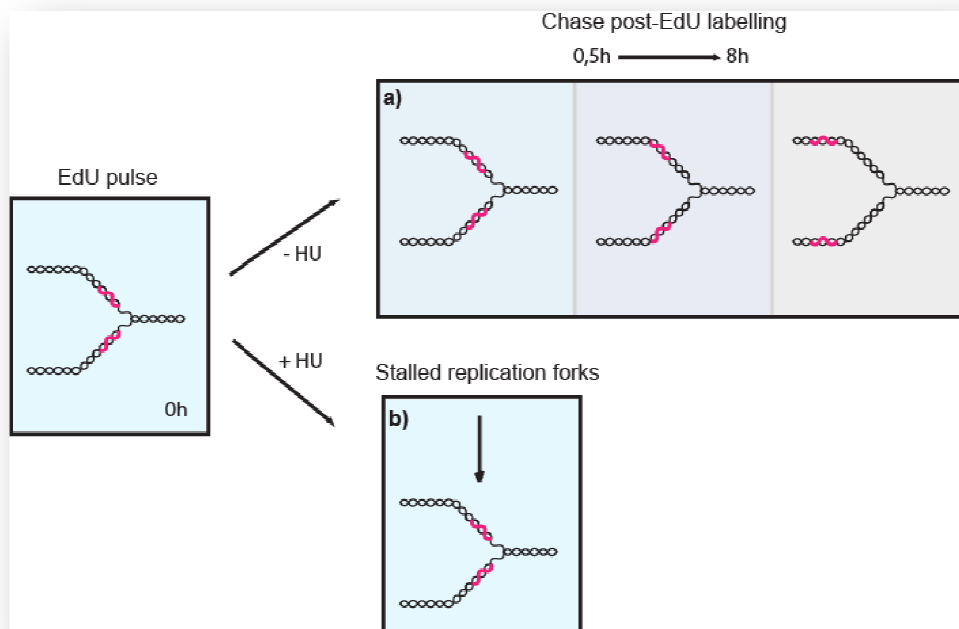 Chase post-EdU labelling
0,5h 8h
a)
EdU pulse
- HU
+ HU
0h
Stalled replication forks
b)